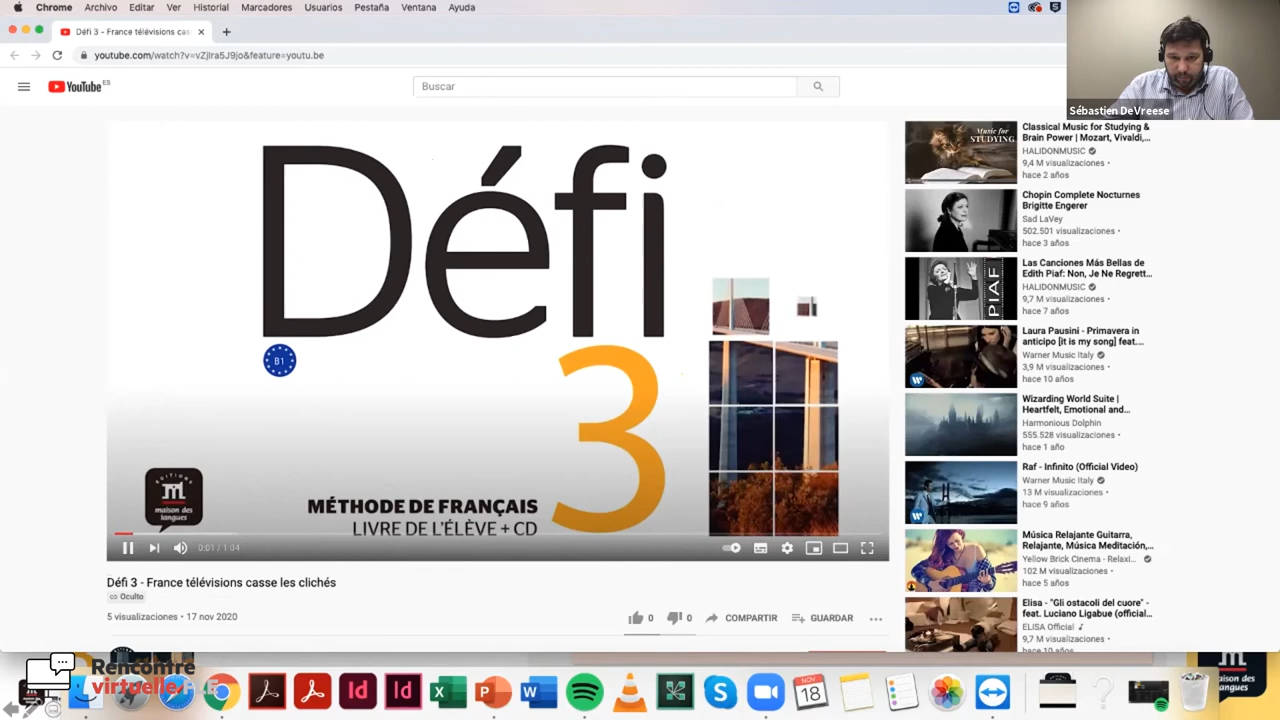 Chrome Archivo Editar Ver Historial Marcadores Usuarios Pestaña Ventana Ayuda
Défi 3 - France télévisions cas
youtube.com/watch?v=vZjIra5J9jo&feature=youtu.be
YouTube ES
Buscar
Sébastien De Vreese
Défi
B1
3
éditions
maison des
langues
MÉTHODE DE FRANÇAIS
LIVRE DE L'ÉLÈVE + CD
0:01 / 1:04
Défi 3 - France télévisions casse les clichés
Oculto
5 visualizaciones • 17 nov 2020
0 0 COMPARTIR GUARDAR ...
Music for
STUDYING
Classical Music for Studying &
Brain Power | Mozart, Vivaldi,...
HALIDONMUSIC
9,4 M visualizaciones •
hace 2 años
Chopin Complete Nocturnes
Brigitte Engerer
Sad LaVey
502.501 visualizaciones •
hace 3 años
PIAF
Las Canciones Más Bellas de
Edith Piaf: Non, Je Ne Regrett...
HALIDONMUSIC
9,7 M visualizaciones •
hace 7 años
Laura Pausini - Primavera in
anticipo [it is my song] feat....
Warner Music Italy
3,9 M visualizaciones •
hace 10 años
Wizarding World Suite |
Heartfelt, Emotional and...
Harmonious Dolphin
555.528 visualizaciones •
hace 1 año
Raf - Infinito (Official Video)
Warner Music Italy
13 M visualizaciones •
hace 9 años
Música Relajante Guitarra,
Relajante, Música Meditación,...
Yellow Brick Cinema - Relaxi...
102 M visualizaciones •
hace 5 años
Elisa - "Gli ostacoli del cuore" -
feat. Luciano Ligabue (official...
ELISA Official
9,7 M visualizaciones •
hace 10 años
Rencontre
virtuelle FLE
Id Id X P W S
NOV
18
maison des
langues